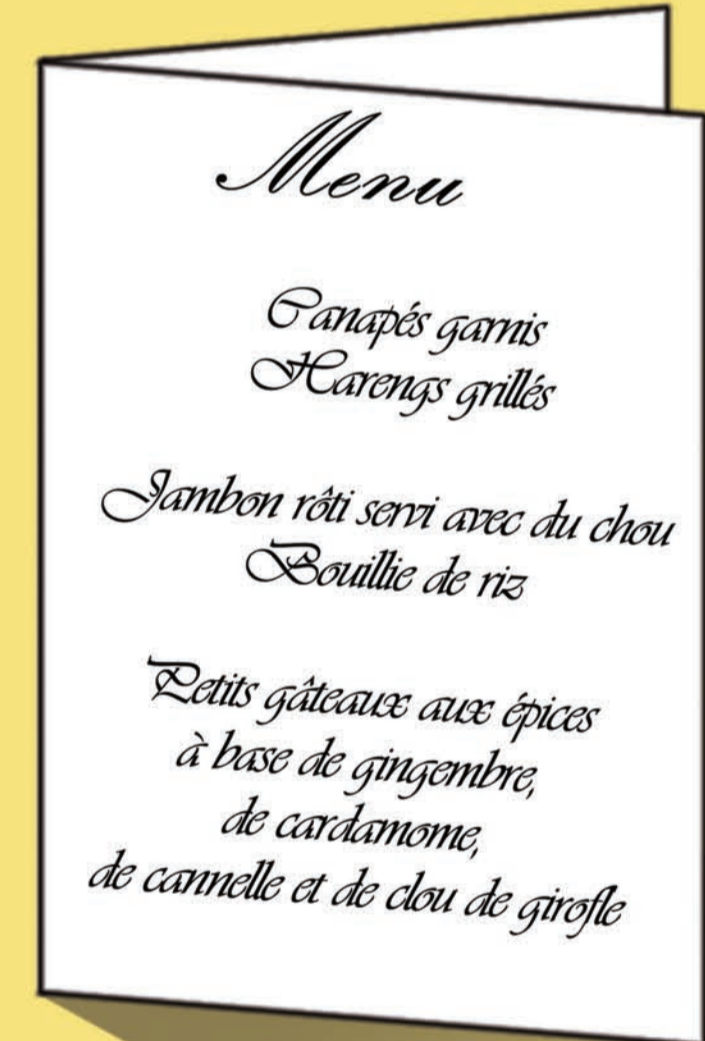 Menu
Canapés garnis
Harengs grillés
Jambon rôti servi avec du chou
Bouillie de riz
Petits gâteaux aux épices
à base de gingembre,
de cardamome,
de cannelle et de clou de girofle